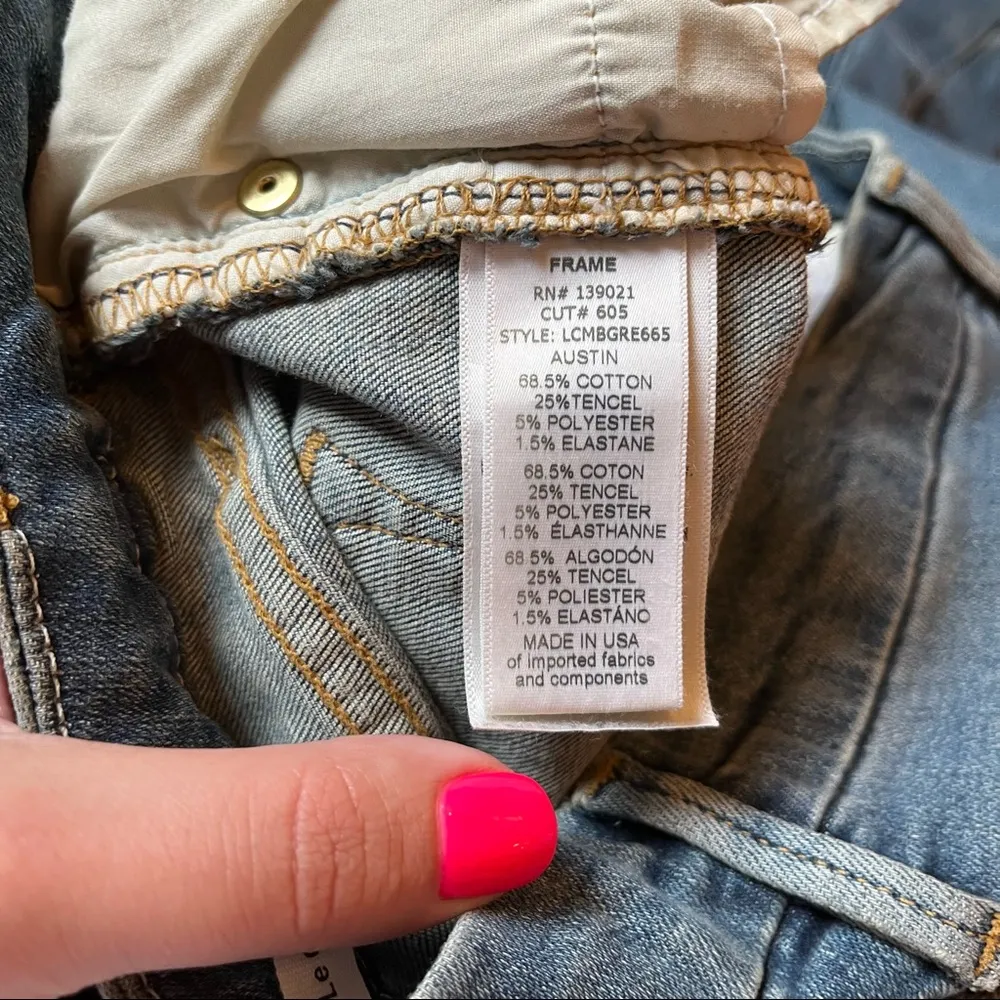 FRAME
RN# 139021
CUT# 605
STYLE: LCMBGRE665
AUSTIN
68.5% COTTON
25%TENCEL
5% POLYESTER
1.5% ELASTANE
68.5% COTON
25% TENCEL
5% POLYESTER
1.5% ÉLASTHANNE
68.5% ALGODÓN
25% TENCEL
5% POLIESTER
1.5% ELASTÁNO
MADE IN USA
of imported fabrics
and components
Le